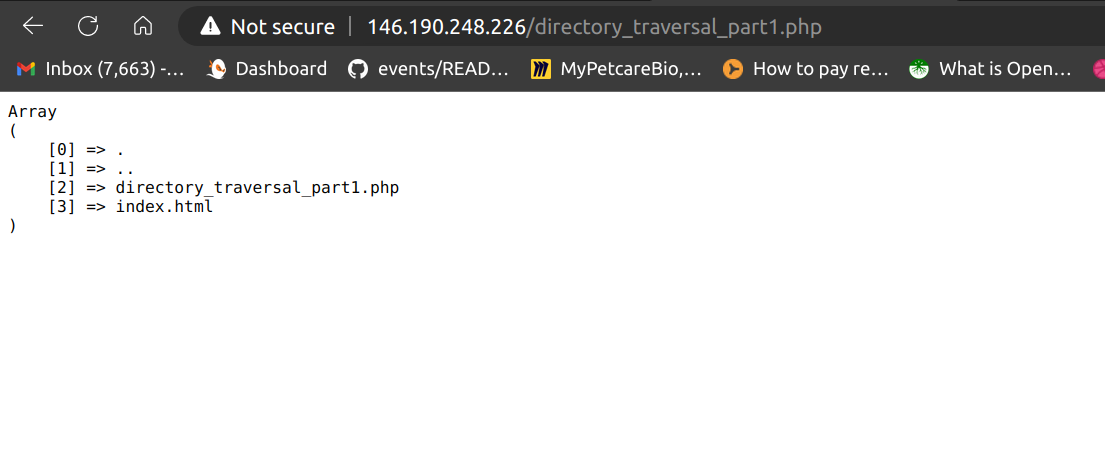 Not secure | 146.190.248.226/directory_traversal_part1.php
Inbox (7,663) -... Dashboard events/READ... MyPetcareBio,... How to pay re... What is Open...
Array
(
    [0] => .
    [1] => ..
    [2] => directory_traversal_part1.php
    [3] => index.html
)